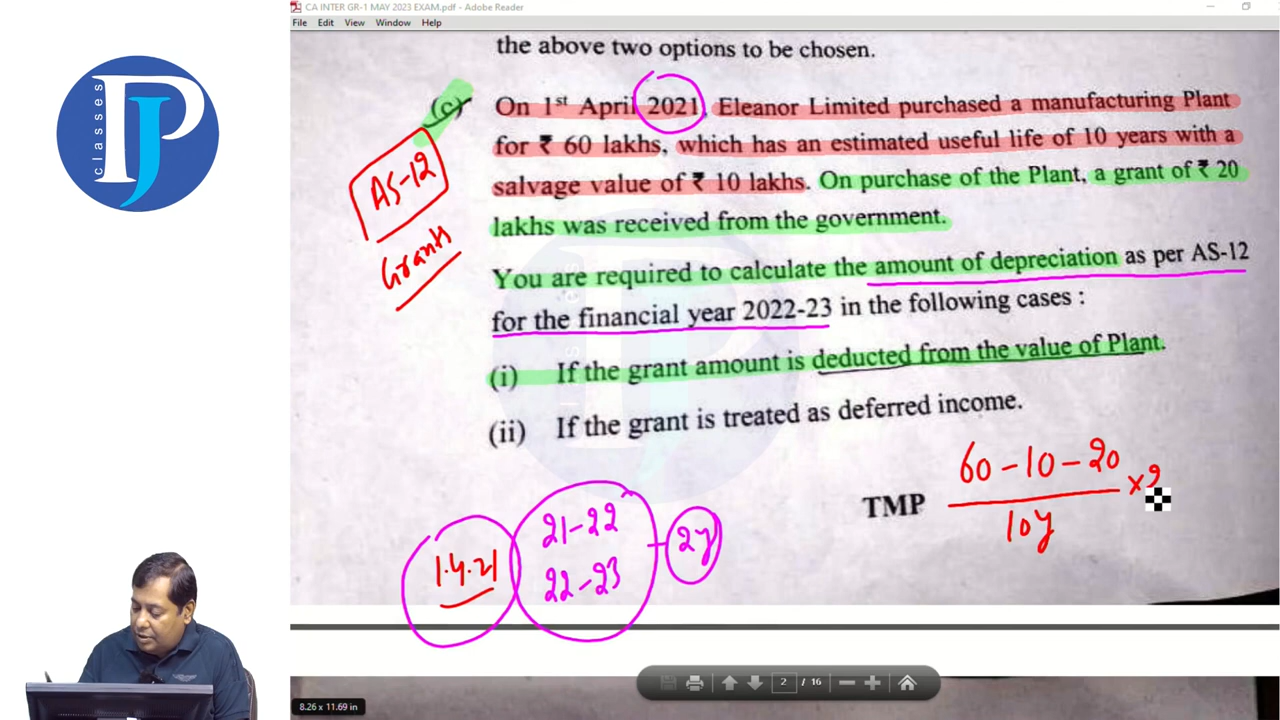 CA INTER GR-1 MAY 2023 EXAM.pdf - Adobe Reader
File Edit View Window Help
classes
PJ
the above two options to be chosen.
(c) On 1st April 2021, Eleanor Limited purchased a manufacturing Plant
for ₹ 60 lakhs, which has an estimated useful life of 10 years with a
salvage value of ₹ 10 lakhs. On purchase of the Plant, a grant of ₹ 20
lakhs was received from the government.
AS-12
Grants
You are required to calculate the amount of depreciation as per AS-12
for the financial year 2022-23 in the following cases :
(i) If the grant amount is deducted from the value of Plant.
(ii) If the grant is treated as deferred income.
TMP
60-10-20
10y
×2
1.4.21
21-22
22-23
2y
2 / 16
8.26 x 11.69 in